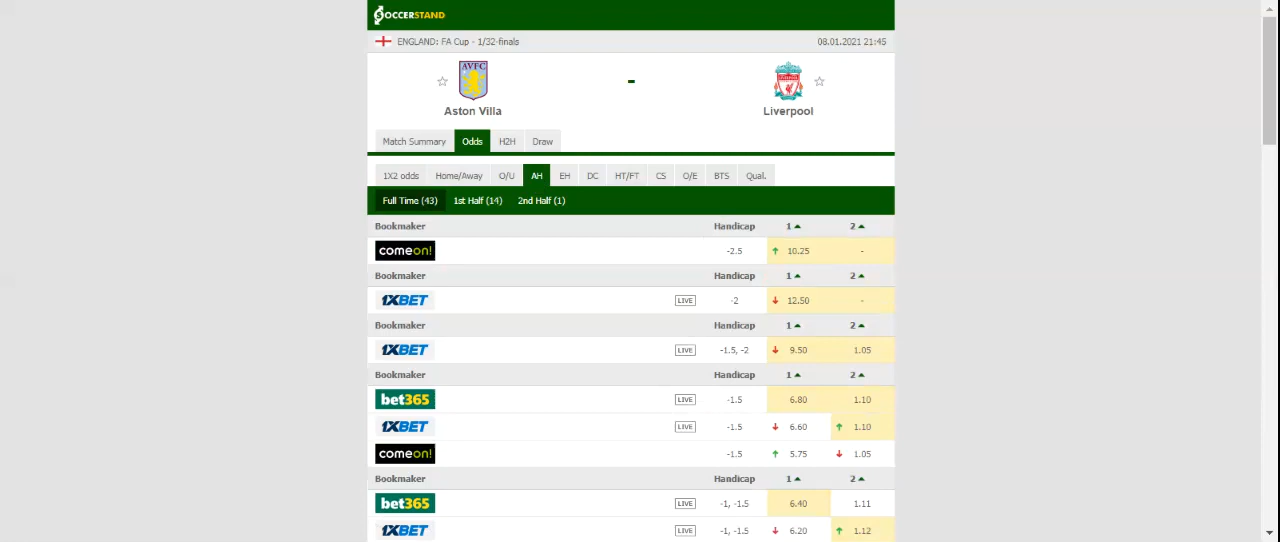 SOCCERSTAND
ENGLAND: FA Cup - 1/32-finals 08.01.2021 21:45
AVFC
-
Aston Villa Liverpool
Match Summary Odds H2H Draw
1X2 odds Home/Away O/U AH EH DC HT/FT CS O/E BTS Qual.
Full Time (43) 1st Half (14) 2nd Half (1)
Bookmaker Handicap 1 2
comeon! -2.5 10.25 -
Bookmaker Handicap 1 2
1XBET LIVE -2 12.50 -
Bookmaker Handicap 1 2
1XBET LIVE -1.5, -2 9.50 1.05
Bookmaker Handicap 1 2
bet365 LIVE -1.5 6.80 1.10
1XBET LIVE -1.5 6.60 1.10
comeon! -1.5 5.75 1.05
Bookmaker Handicap 1 2
bet365 LIVE -1, -1.5 6.40 1.11
1XBET LIVE -1, -1.5 6.20 1.12